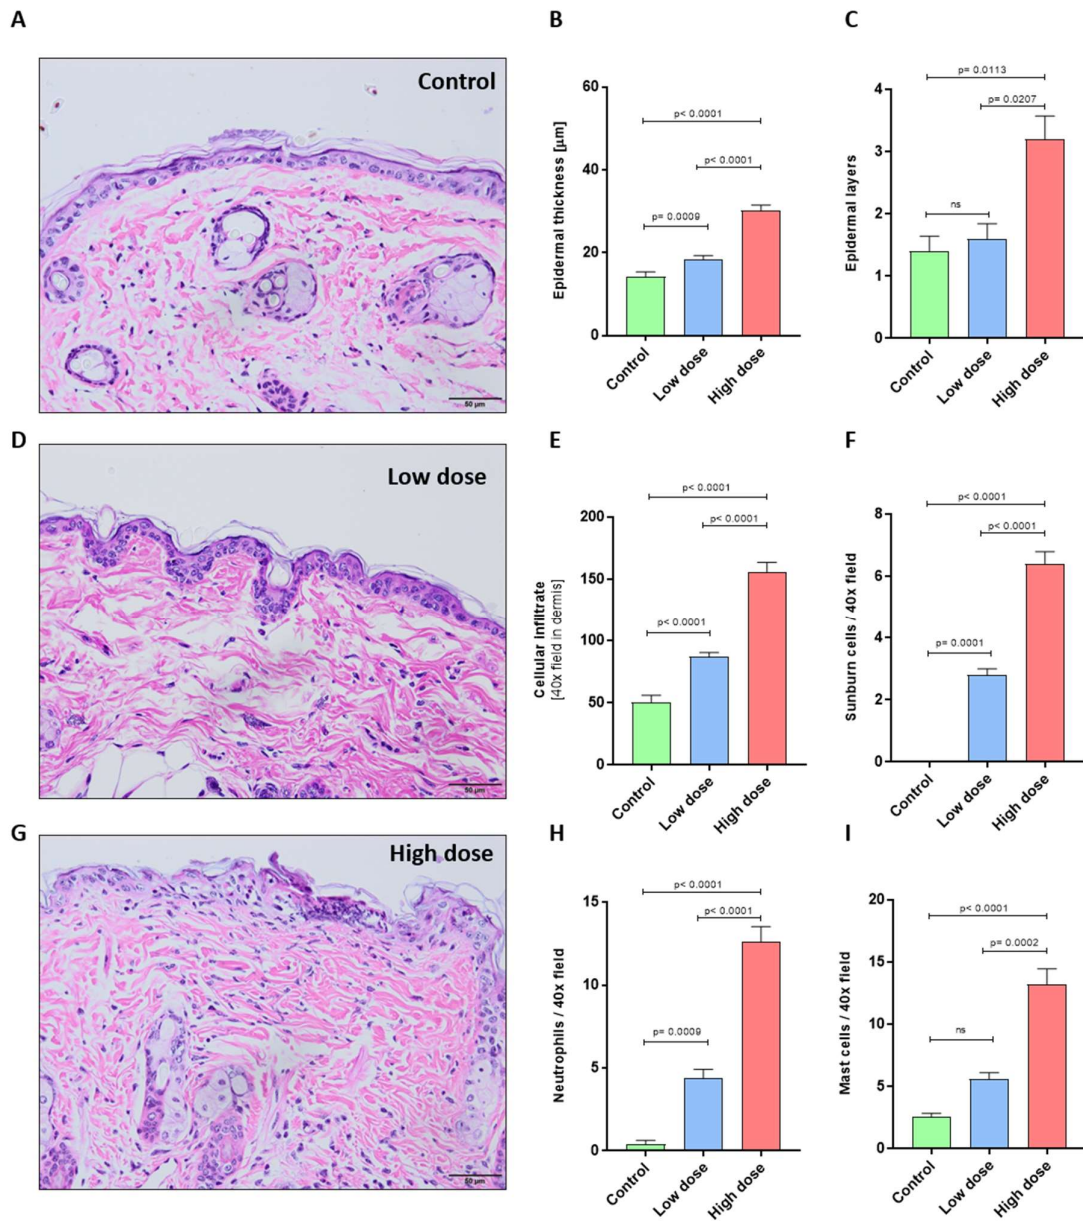 A
Control
50 µm
B
p< 0.0001
p< 0.0001
p= 0.0009
Epidermal thickness [µm]
60
40
20
0
Control
Low dose
High dose
C
p= 0.0113
p= 0.0207
ns
Epidermal layers
4
3
2
1
0
Control
Low dose
High dose
D
Low dose
50 µm
E
p< 0.0001
p< 0.0001
p< 0.0001
Cellular Infiltrate
[40x field in dermis]
200
150
100
50
0
Control
Low dose
High dose
F
p< 0.0001
p< 0.0001
p= 0.0001
Sunburn cells / 40x field
8
6
4
2
0
Control
Low dose
High dose
G
High dose
50 µm
H
p< 0.0001
p< 0.0001
p= 0.0009
Neutrophils / 40x field
15
10
5
0
Control
Low dose
High dose
I
p< 0.0001
p= 0.0002
ns
Mast cells / 40x field
20
15
10
5
0
Control
Low dose
High dose